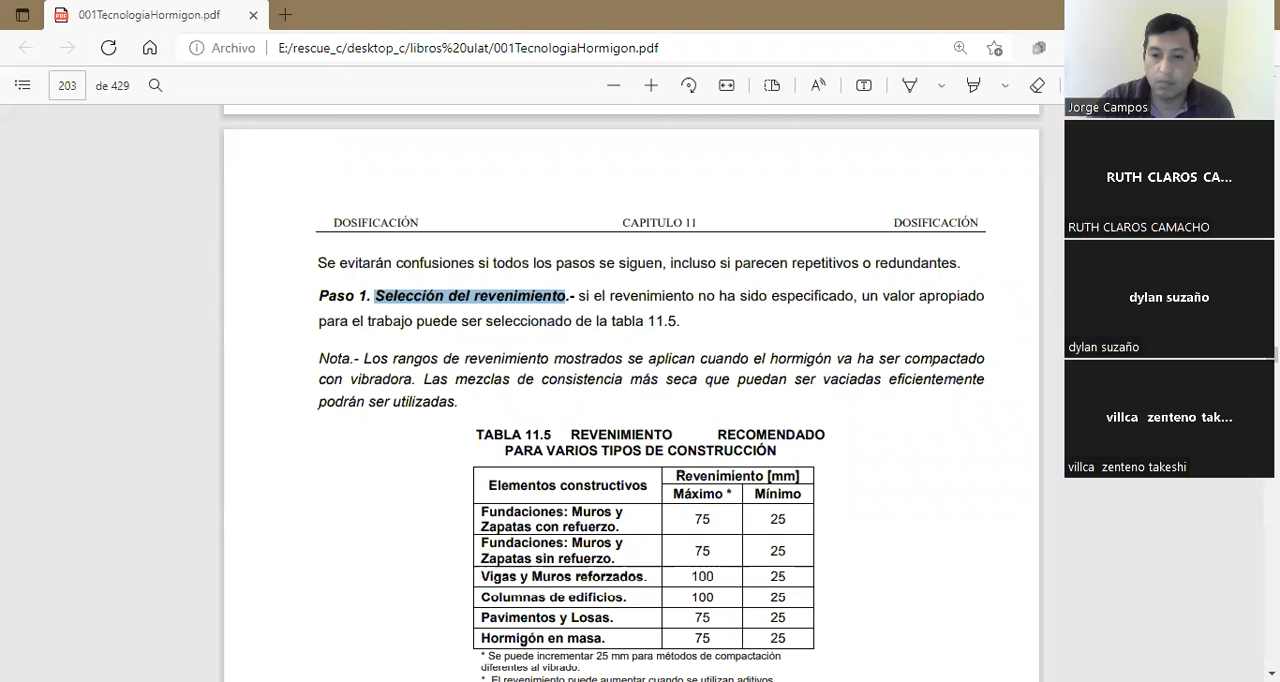 001TecnologiaHormigon.pdf
Archivo
E:/rescue_c/desktop_c/libros%20ulat/001TecnologiaHormigon.pdf
203 de 429
DOSIFICACIÓN CAPITULO 11 DOSIFICACIÓN
Se evitarán confusiones si todos los pasos se siguen, incluso si parecen repetitivos o redundantes.
Paso 1. Selección del revenimiento.- si el revenimiento no ha sido especificado, un valor apropiado
para el trabajo puede ser seleccionado de la tabla 11.5.
Nota.- Los rangos de revenimiento mostrados se aplican cuando el hormigón va ha ser compactado
con vibradora. Las mezclas de consistencia más seca que puedan ser vaciadas eficientemente
podrán ser utilizadas.
TABLA 11.5 REVENIMIENTO RECOMENDADO
PARA VARIOS TIPOS DE CONSTRUCCIÓN
Elementos constructivos Revenimiento [mm]
Máximo * Mínimo
Fundaciones: Muros y
Zapatas con refuerzo. 75 25
Fundaciones: Muros y
Zapatas sin refuerzo. 75 25
Vigas y Muros reforzados. 100 25
Columnas de edificios. 100 25
Pavimentos y Losas. 75 25
Hormigón en masa. 75 25
* Se puede incrementar 25 mm para métodos de compactación
diferentes al vibrado.
* El revenimiento puede aumentar cuando se utilizan aditivos
Jorge Campos
RUTH CLAROS CA...
RUTH CLAROS CAMACHO
dylan suzaño
dylan suzaño
villca zenteno tak...
villca zenteno takeshi